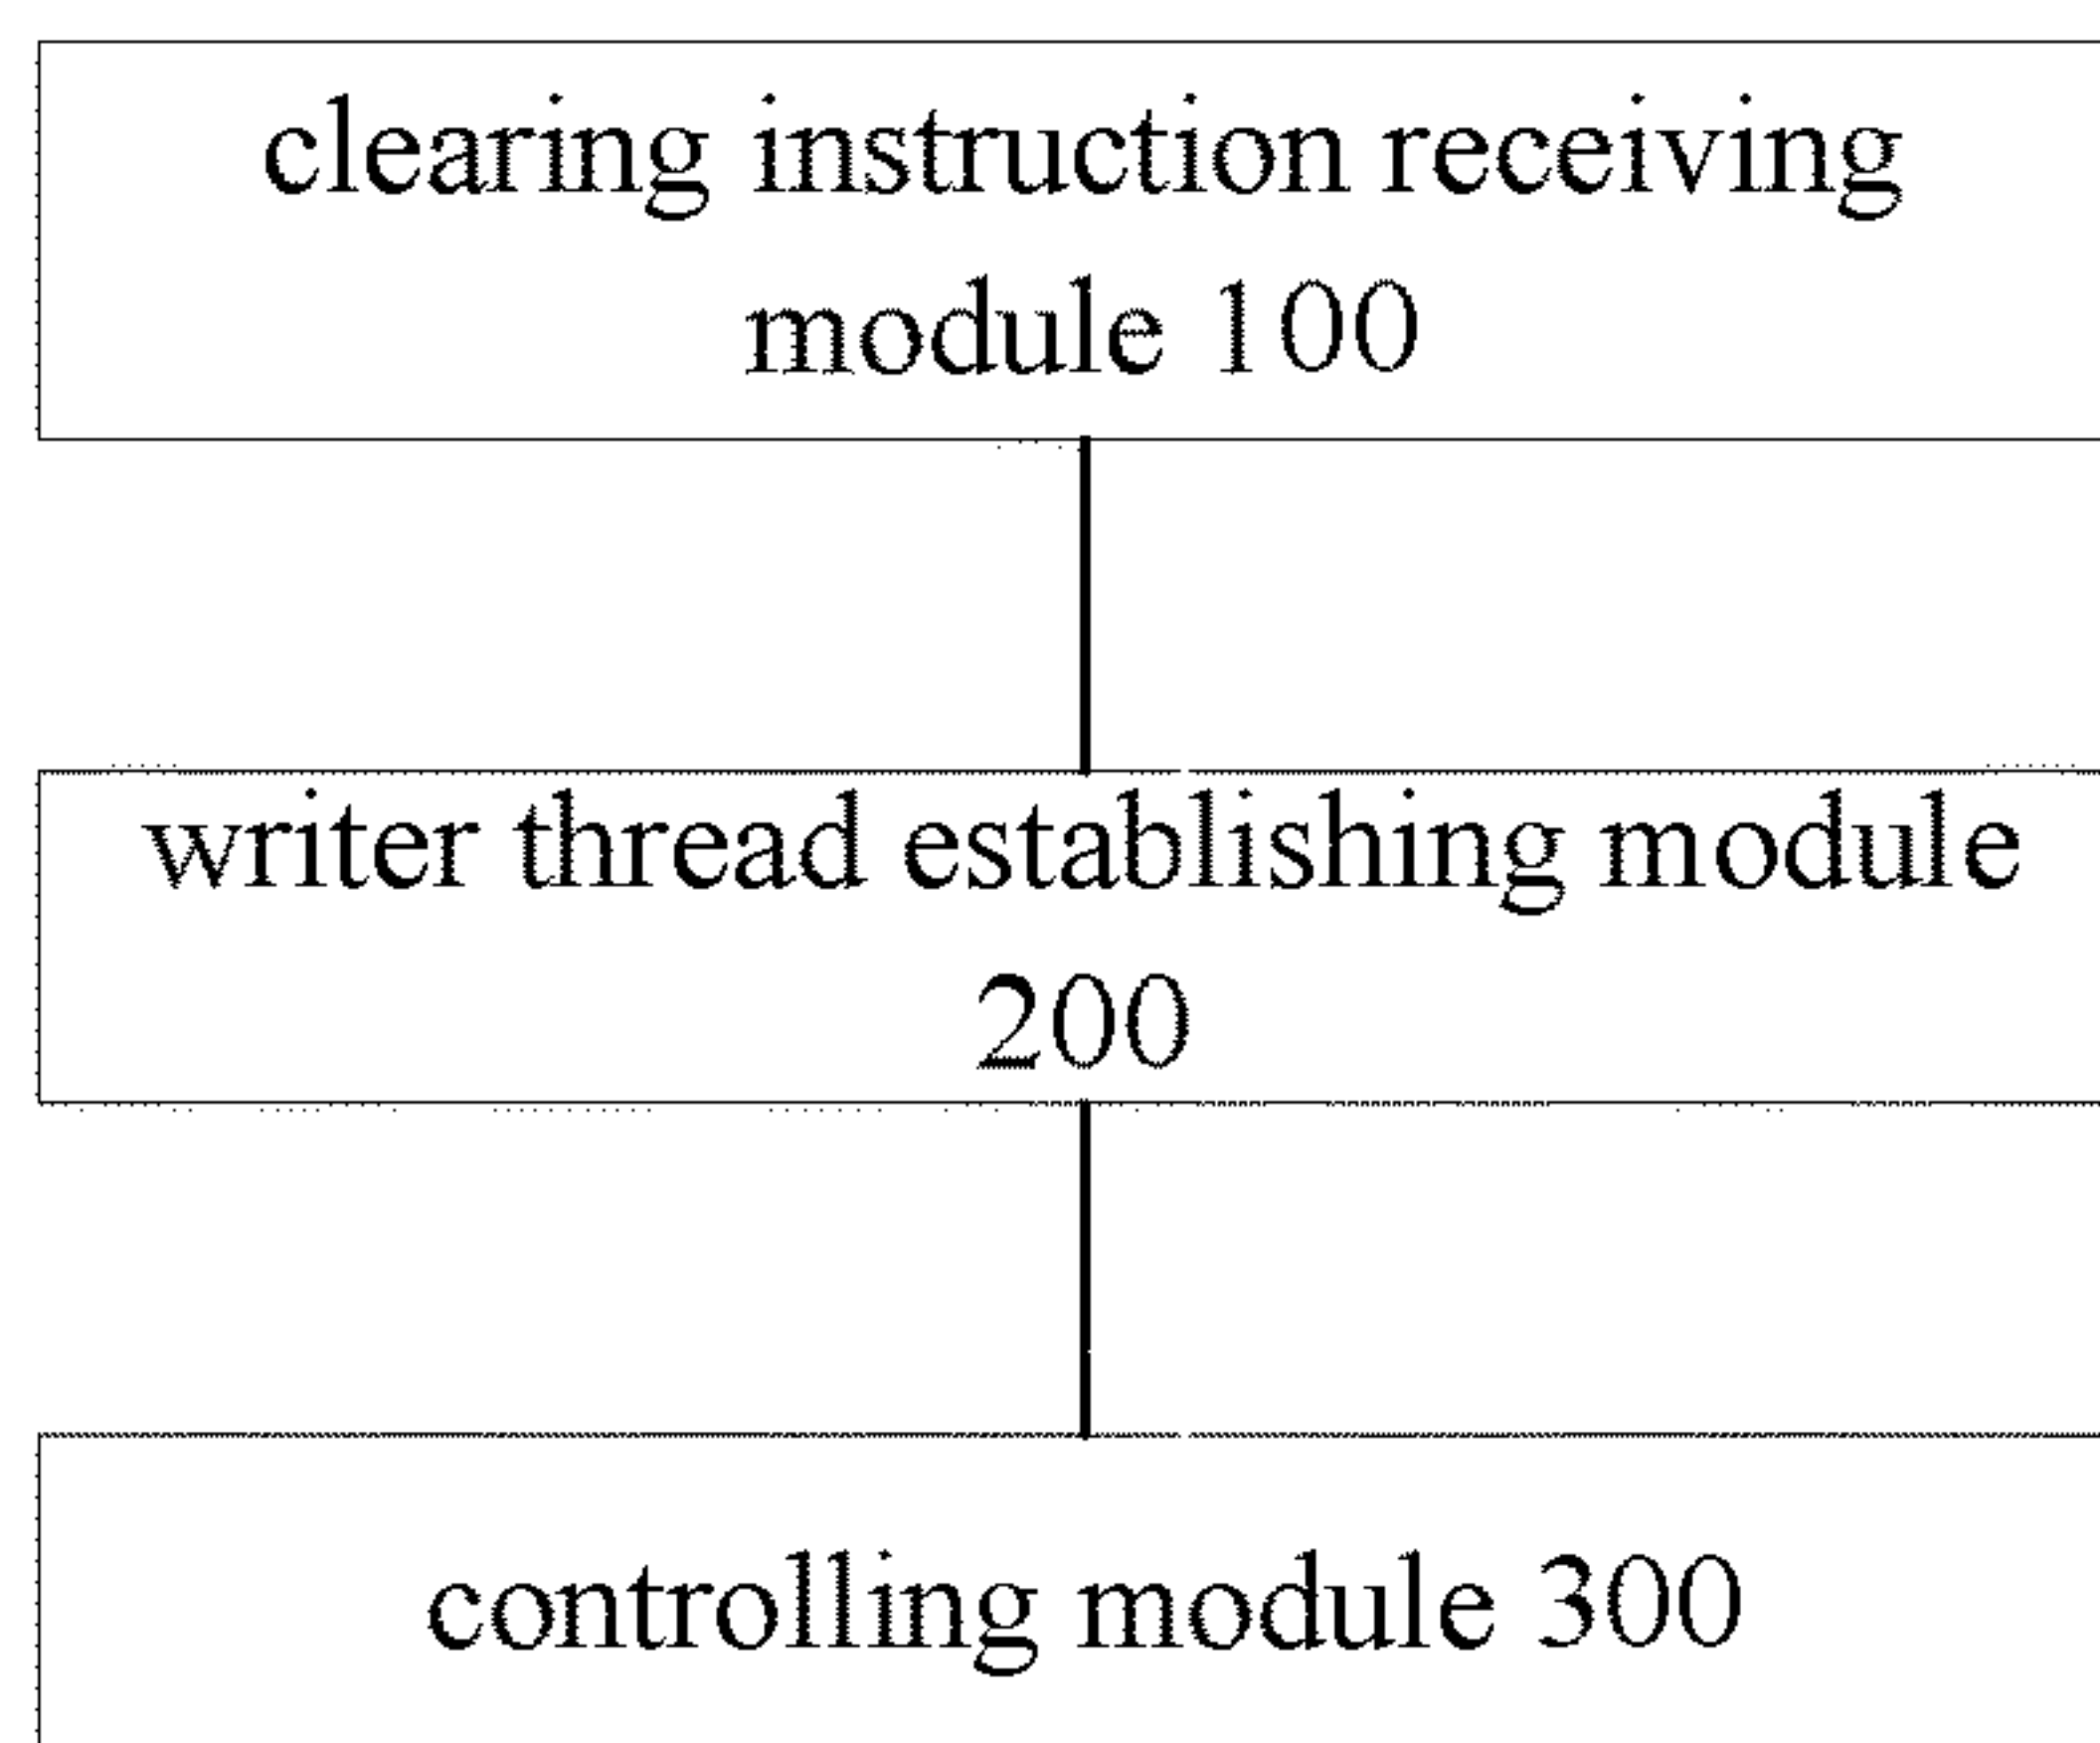 clearing instruction receiving
module 100
writer thread establishing module
200
controlling module 300